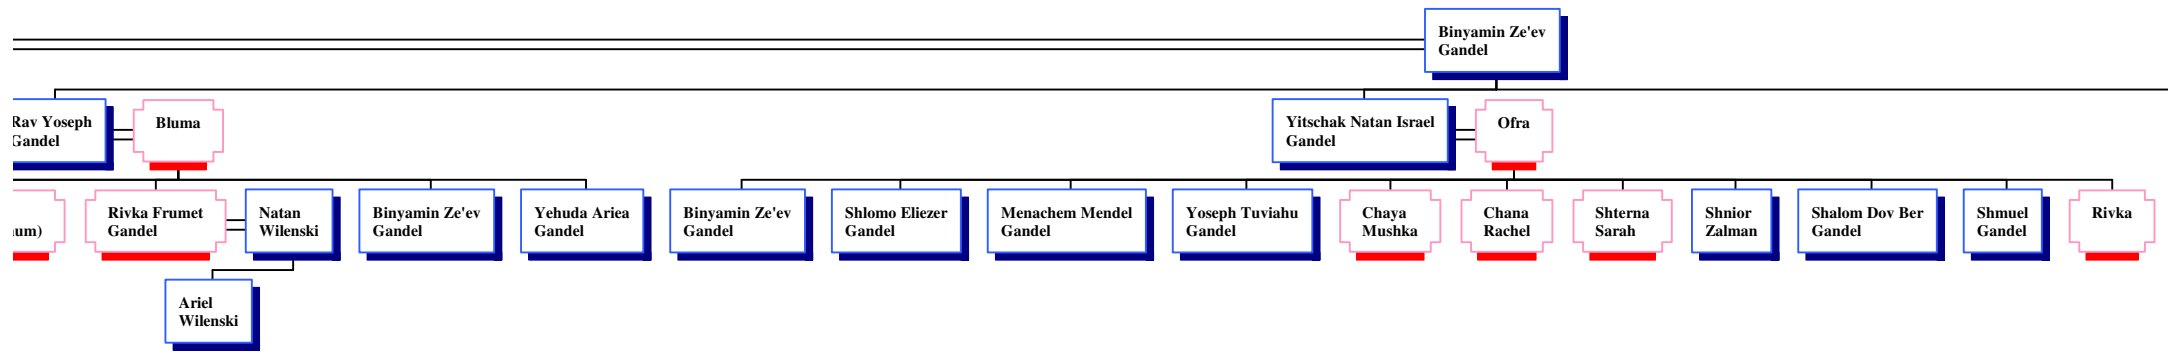 Binyamin Ze'ev
Gandel
Rav Yoseph
Gandel
Bluma
Yitschak Natan Israel
Gandel
Ofra
Rivka Frumet
Gandel
Natan
Wilenski
Binyamin Ze'ev
Gandel
Yehuda Ariea
Gandel
Binyamin Ze'ev
Gandel
Shlomo Eliezer
Gandel
Menachem Mendel
Gandel
Yoseph Tuviahu
Gandel
Chaya
Mushka
Chana
Rachel
Shterna
Sarah
Shnior
Zalman
Shalom Dov Ber
Gandel
Shmuel
Gandel
Rivka
Ariel
Wilenski